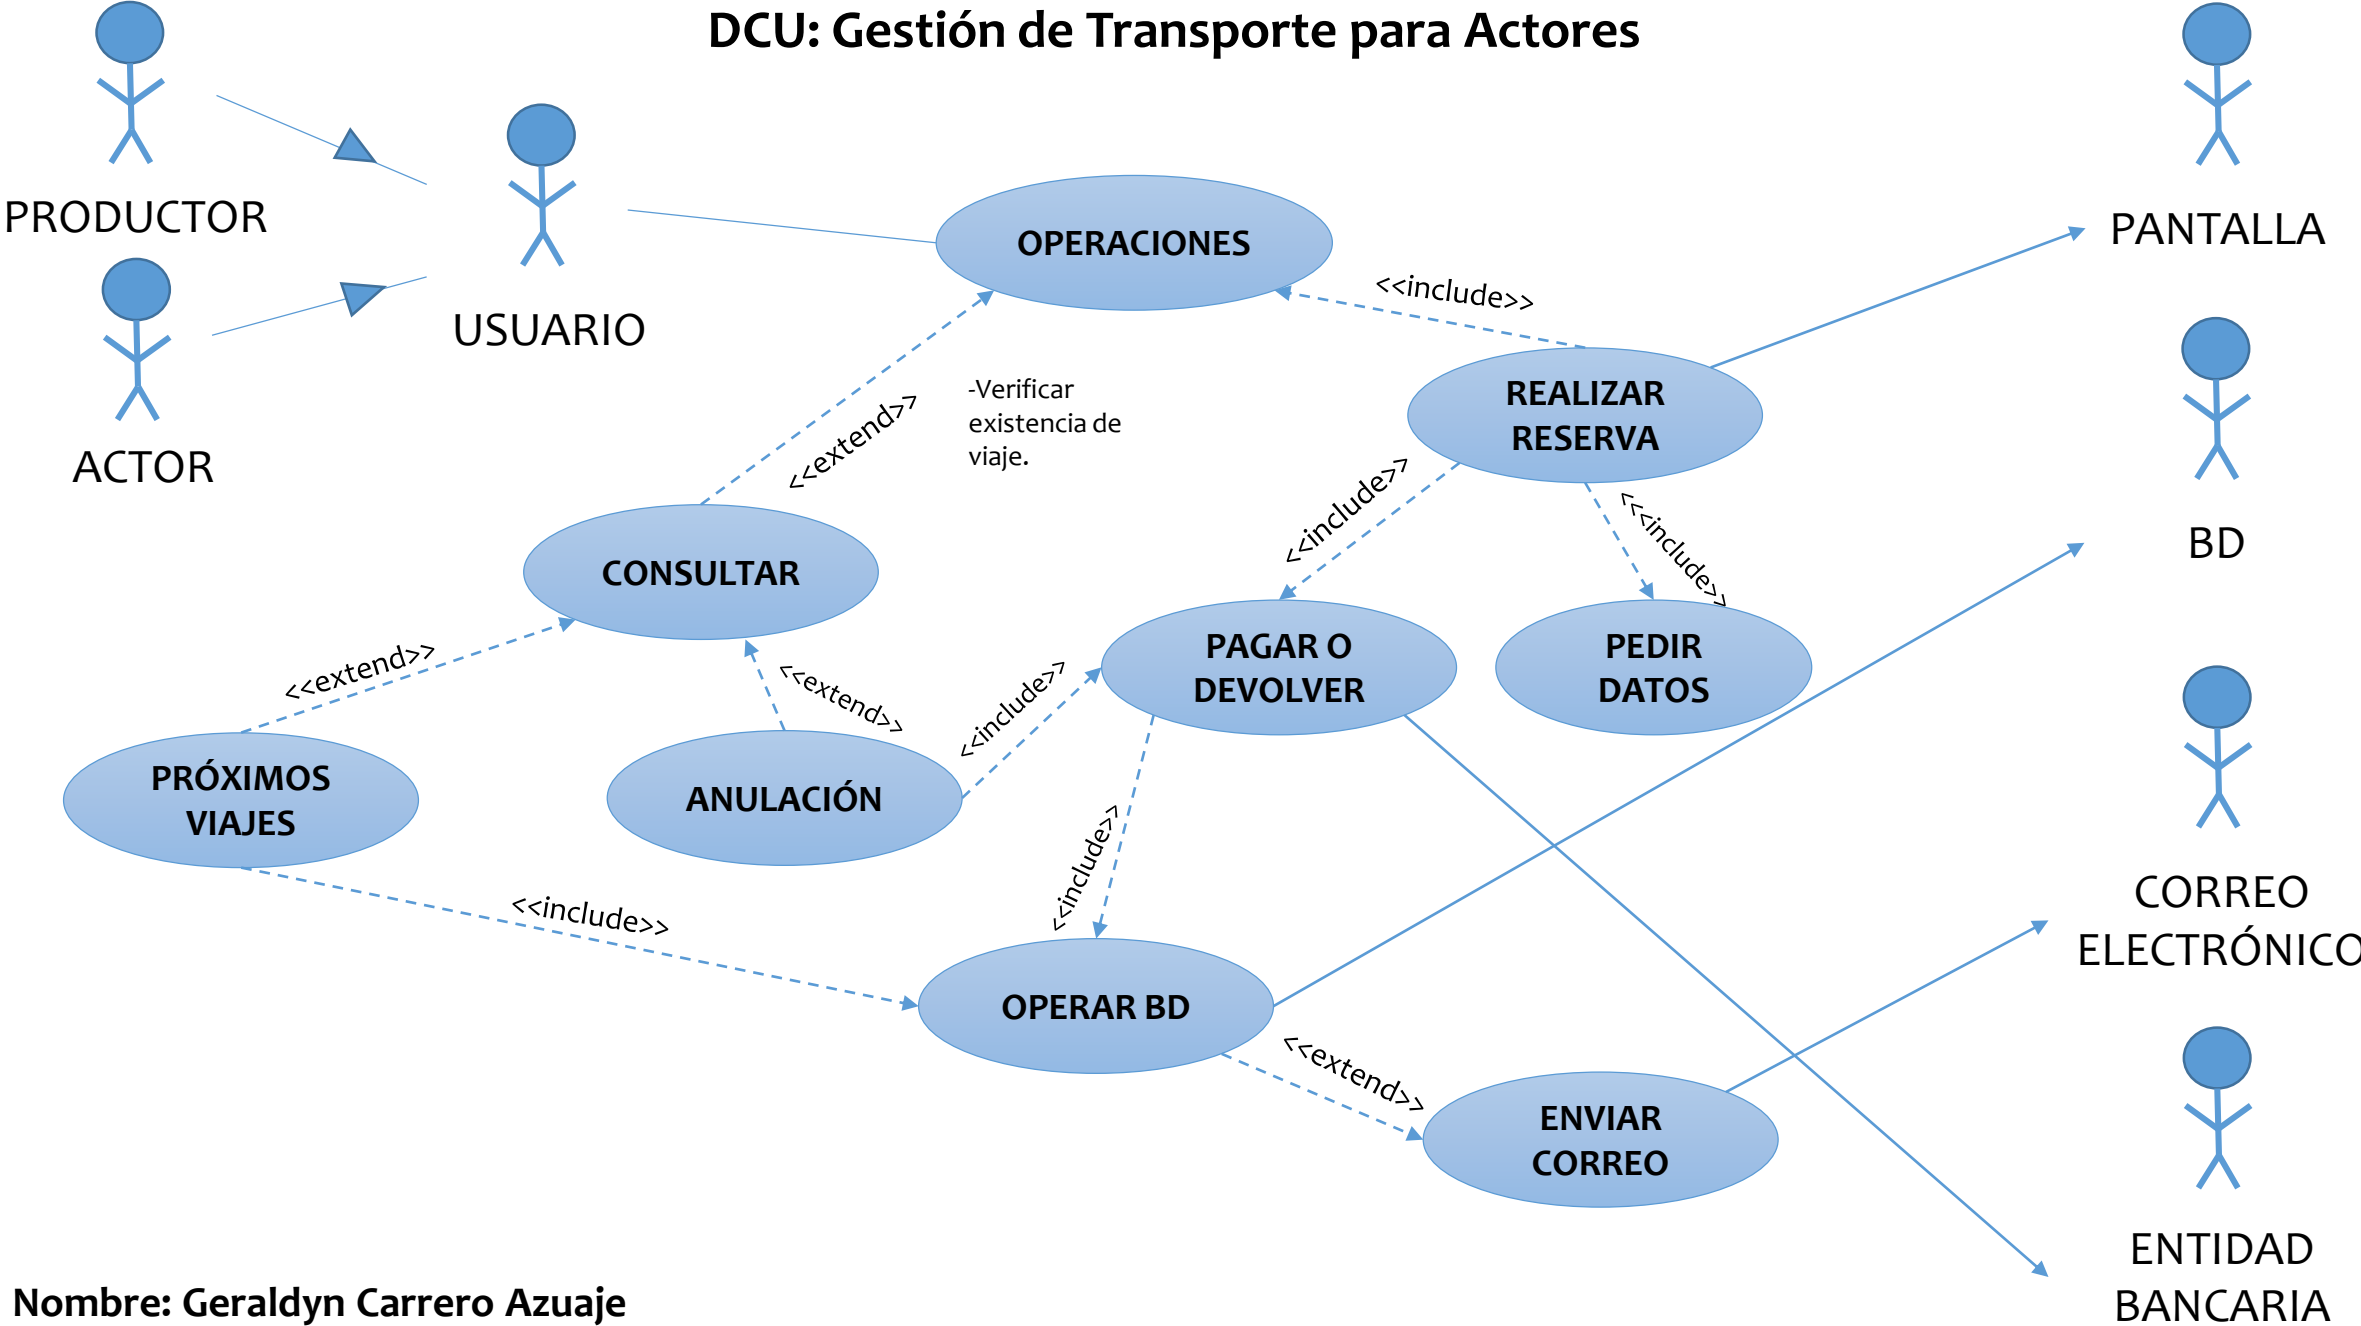 DCU: Gestión de Transporte para Actores
PRODUCTOR
ACTOR
USUARIO
OPERACIONES
<<include>>
PANTALLA
<<extend>>
-Verificar
existencia de
viaje.
REALIZAR
RESERVA
BD
<<include>>
<<<include>>
CONSULTAR
<<extend>>
<<extend>>
<<include>>
PAGAR O
DEVOLVER
PEDIR
DATOS
PRÓXIMOS
VIAJES
ANULACIÓN
<<include>>
<<include>>
CORREO
ELECTRÓNICO
OPERAR BD
<<extend>>
ENVIAR
CORREO
ENTIDAD
BANCARIA
Nombre: Geraldyn Carrero Azuaje